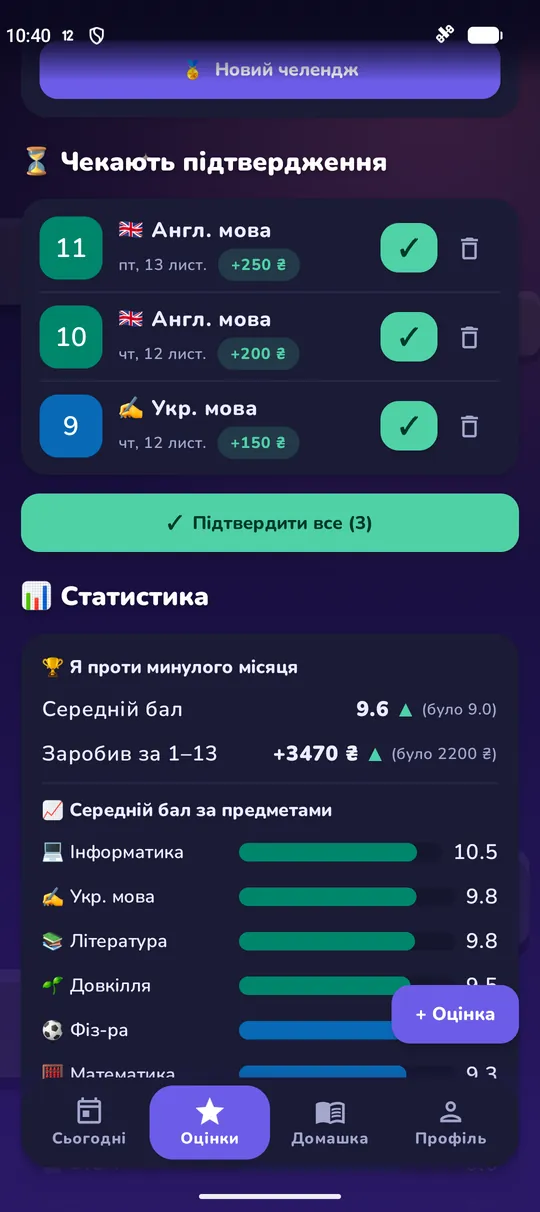 10:40 12
🏅 Новий челендж
⏳ Чекають підтвердження
11 🇬🇧 Англ. мова ✓
пт, 13 лист. +250 ₴
10 🇬🇧 Англ. мова ✓
чт, 12 лист. +200 ₴
9 ✍️ Укр. мова ✓
чт, 12 лист. +150 ₴
✓ Підтвердити все (3)
📊 Статистика
🏆 Я проти минулого місяця
Середній бал 9.6 ▲ (було 9.0)
Заробив за 1–13 +3470 ₴ ▲ (було 2200 ₴)
📈 Середній бал за предметами
💻 Інформатика 10.5
✍️ Укр. мова 9.8
📚 Література 9.8
🌱 Довкілля 9.5
⚽ Фіз-ра
+ Оцінка
🧮 Математика 9.3
Сьогодні Оцінки Домашка Профіль